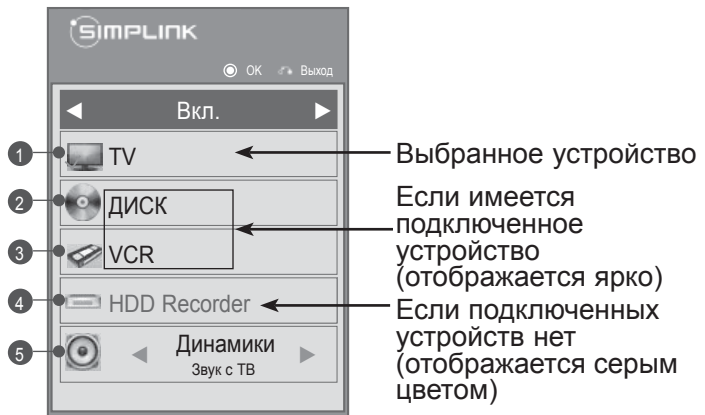 SIMPLINK
OK Выход
Вкл.
1 TV
Выбранное устройство
2 ДИСК
3 VCR
Если имеется
подключенное
устройство
(отображается ярко)
4 HDD Recorder
Если подключенных
устройств нет
(отображается серым
цветом)
5 Динамики
Звук с ТВ